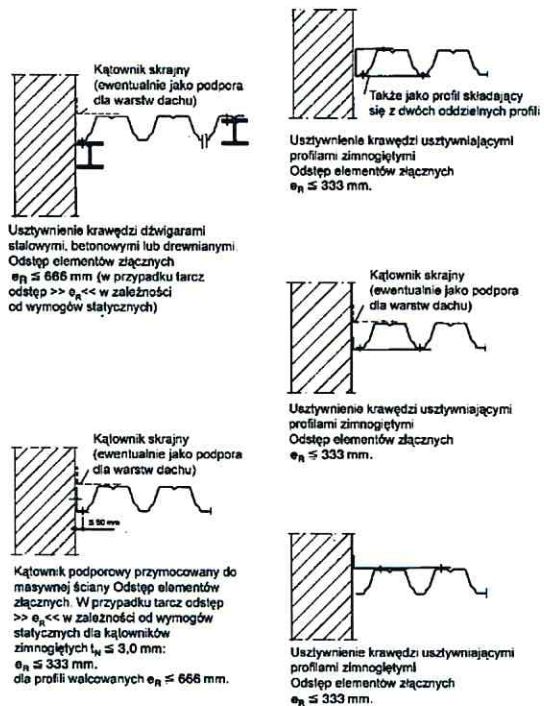 Kątownik skrajny
(ewentualnie jako podpora
dla warstw dachu)
Usztywnienie krawędzi dźwigarami
stalowymi, betonowymi lub drewnianymi.
Odstęp elementów złącznych
eR ≤ 666 mm (w przypadku tarcz
odstęp >> eR<< w zależności
od wymogów statycznych)
Kątownik skrajny
(ewentualnie jako podpora
dla warstw dachu)
≤ 50 mm
Kątownik podporowy przymocowany do
masywnej ściany Odstęp elementów
złącznych. W przypadku tarcz odstęp
>> eR<< w zależności od wymogów
statycznych dla kątowników
zimnogiętych tN ≤ 3,0 mm:
eR ≤ 333 mm.
dla profili walcowanych eR ≤ 666 mm.
Także jako profil składający
się z dwóch oddzielnych profili
Usztywnienie krawędzi usztywniającymi
profilami zimnogiętymi
Odstęp elementów złącznych
eR ≤ 333 mm.
Kątownik skrajny
(ewentualnie jako podpora
dla warstw dachu)
Usztywnienie krawędzi usztywniającymi
profilami zimnogiętymi
Odstęp elementów złącznych
eR ≤ 333 mm.
Usztywnienie krawędzi usztywniającymi
profilami zimnogiętymi
Odstęp elementów złącznych
eR ≤ 333 mm.